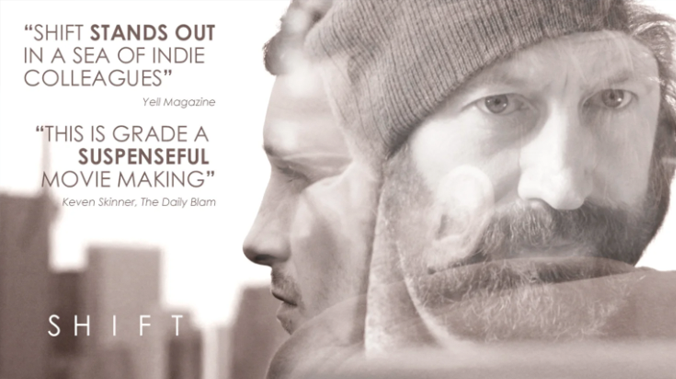 “SHIFT STANDS OUT
IN A SEA OF INDIE
COLLEAGUES”
Yell Magazine
“THIS IS GRADE A
SUSPENSEFUL
MOVIE MAKING”
Keven Skinner, The Daily Blam
SHIFT